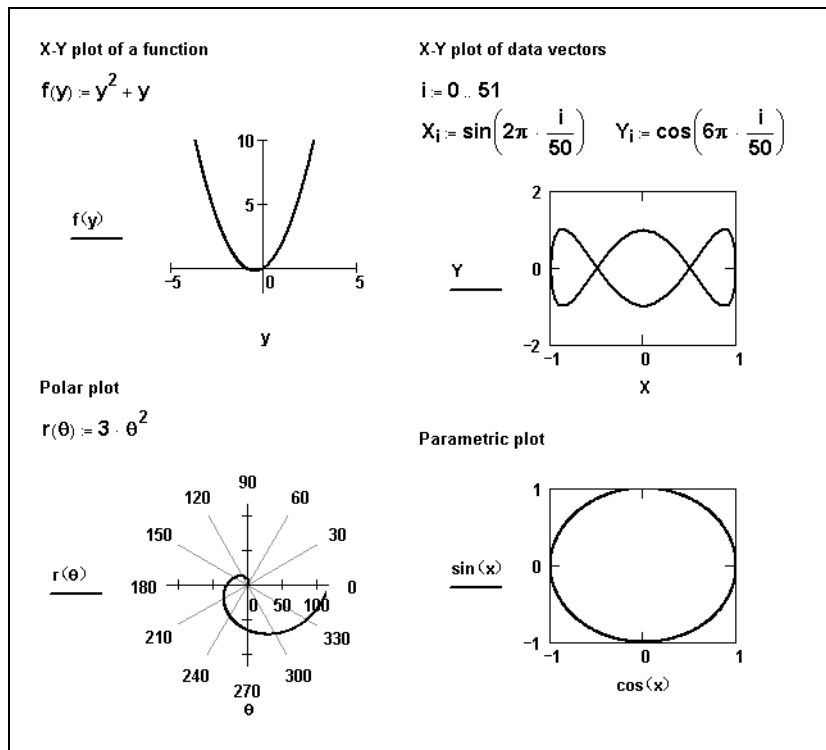 X-Y plot of a function
f(y) := y² + y
10
5
f(y)
-5
0
5
y
X-Y plot of data vectors
i := 0 .. 51
Xᵢ := sin(2π · i/50) Yᵢ := cos(6π · i/50)
2
Y
0
-2
-1
0
1
X
Polar plot
r(θ) := 3 · θ²
90
120
60
150
30
r(θ)
180
0
0 50 100
210
330
240
300
270
θ
Parametric plot
1
sin(x)
0
-1
-1
0
1
cos(x)